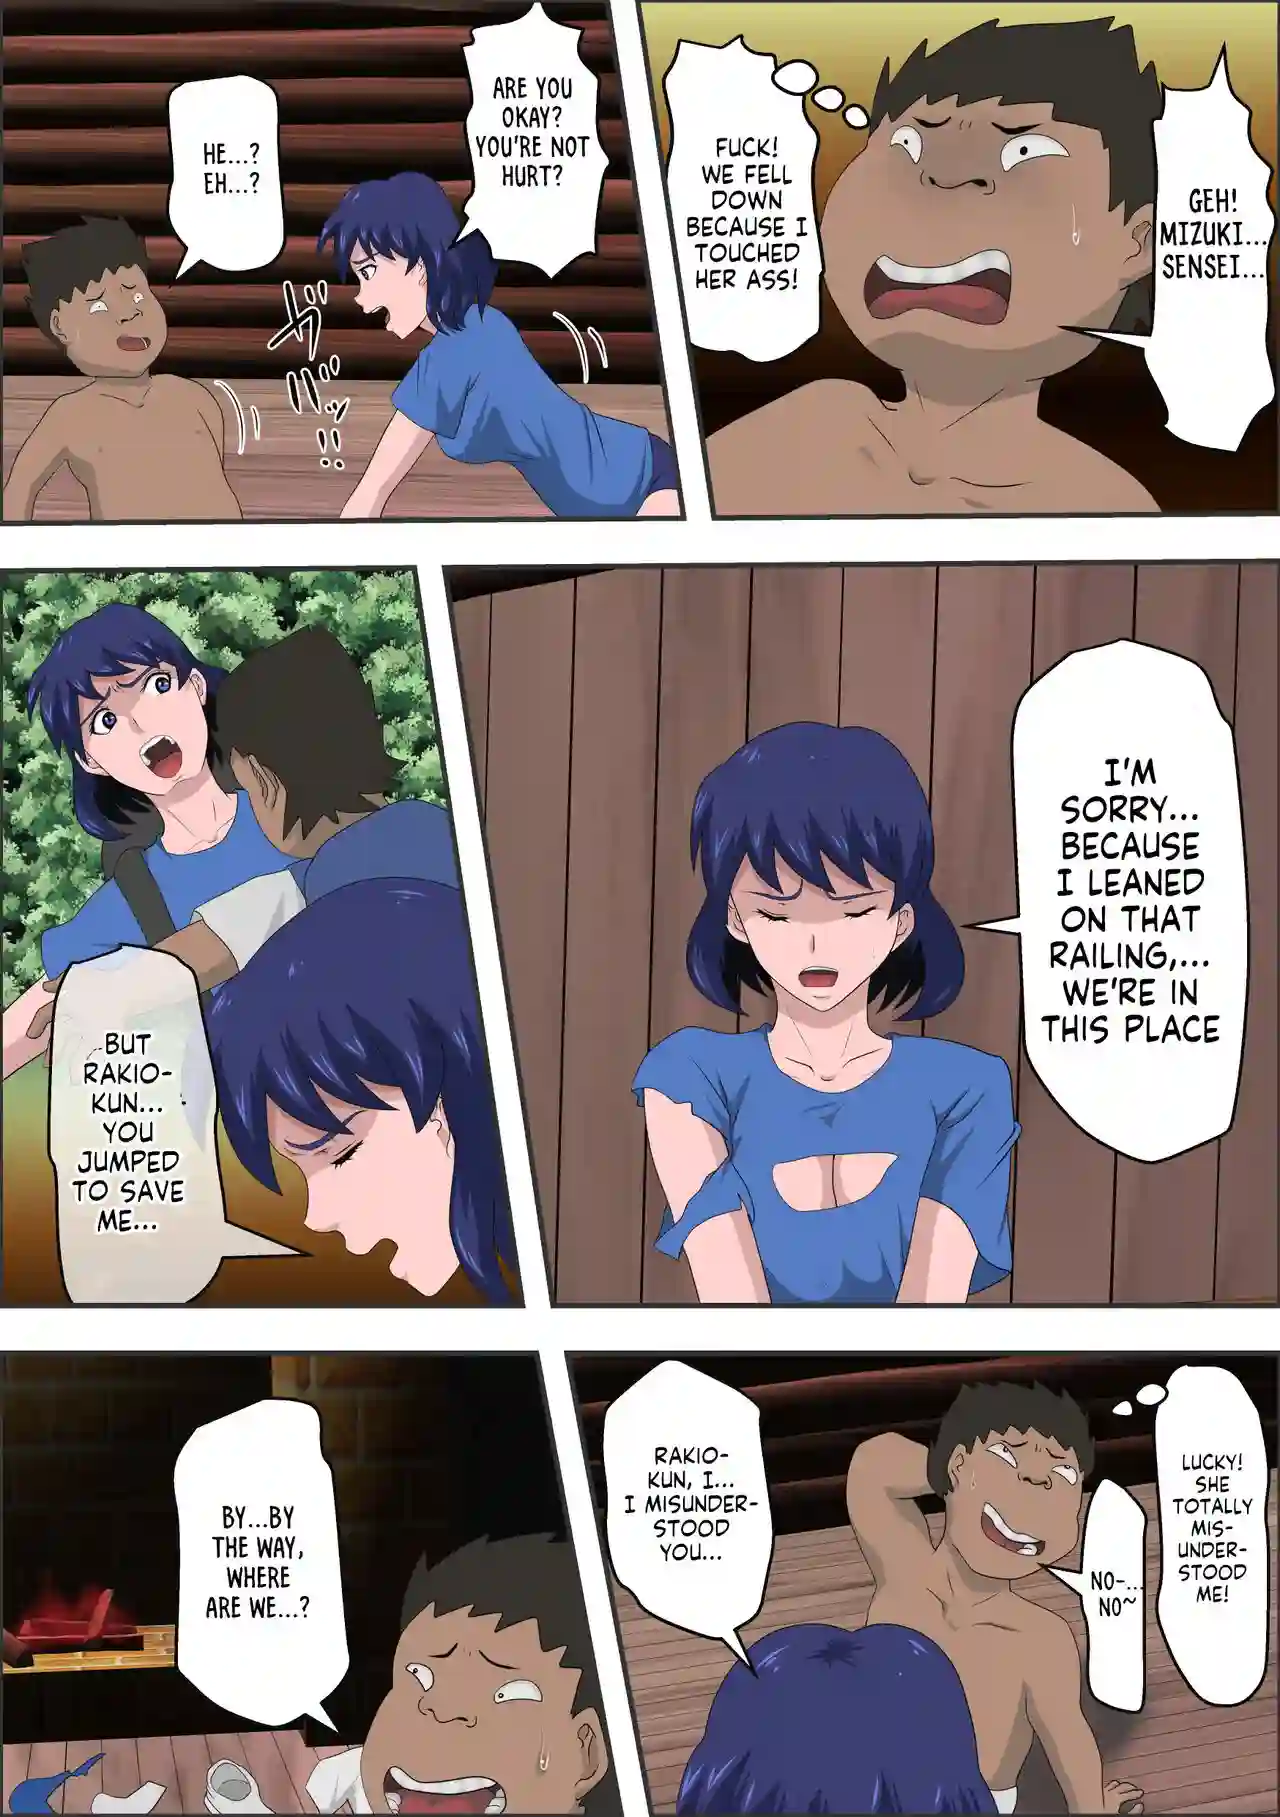 GEH!
MIZUKI...
SENSEI...
FUCK!
WE FELL
DOWN
BECAUSE I
TOUCHED
HER ASS!
ARE YOU
OKAY?
YOU'RE NOT
HURT?
ガバッ!!
HE...?
EH...?
I'M
SORRY...
BECAUSE
I LEANED
ON THAT
RAILING,...
WE'RE IN
THIS PLACE
BUT
RAKIO-
KUN...
YOU
JUMPED
TO SAVE
ME...
LUCKY!
SHE
TOTALLY
MIS-
UNDER-
STOOD
ME!
NO-...
NO~
RAKIO-
KUN, I...
I MISUNDER-
STOOD
YOU...
BY...BY
THE WAY,
WHERE
ARE WE...?